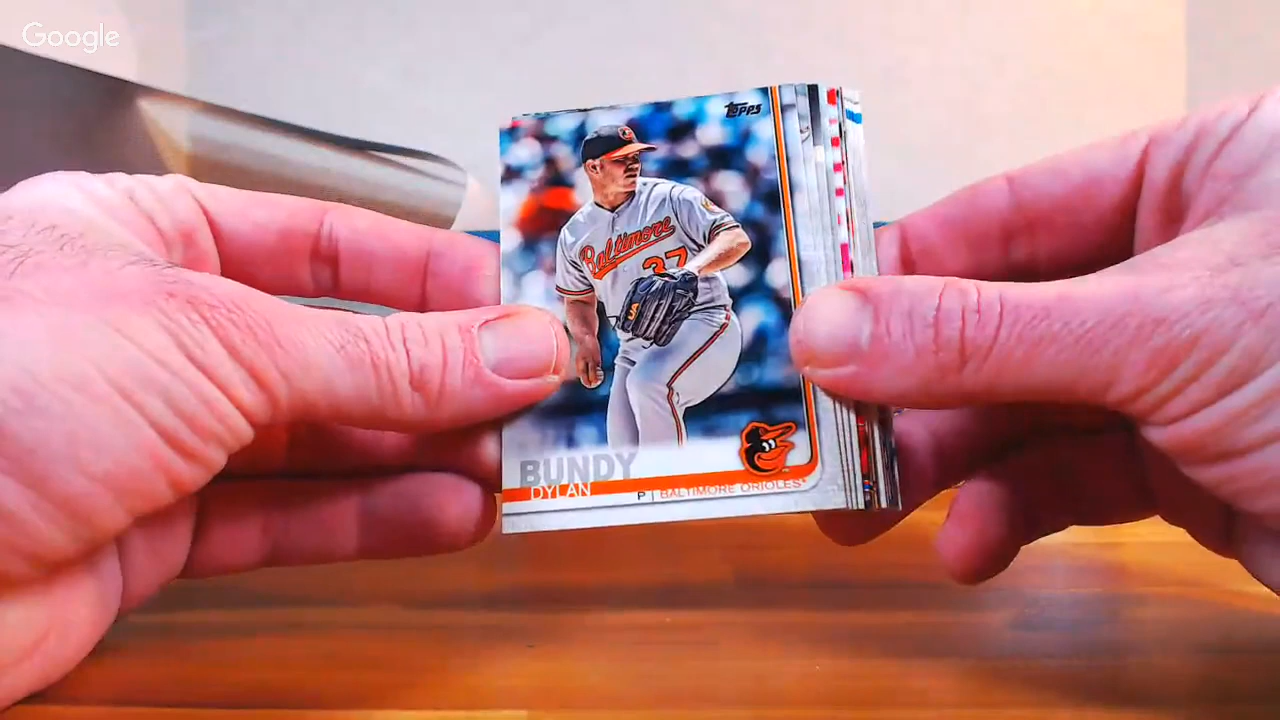 Google
Topps
Baltimore
37
BUNDY
DYLAN
P | BALTIMORE ORIOLES